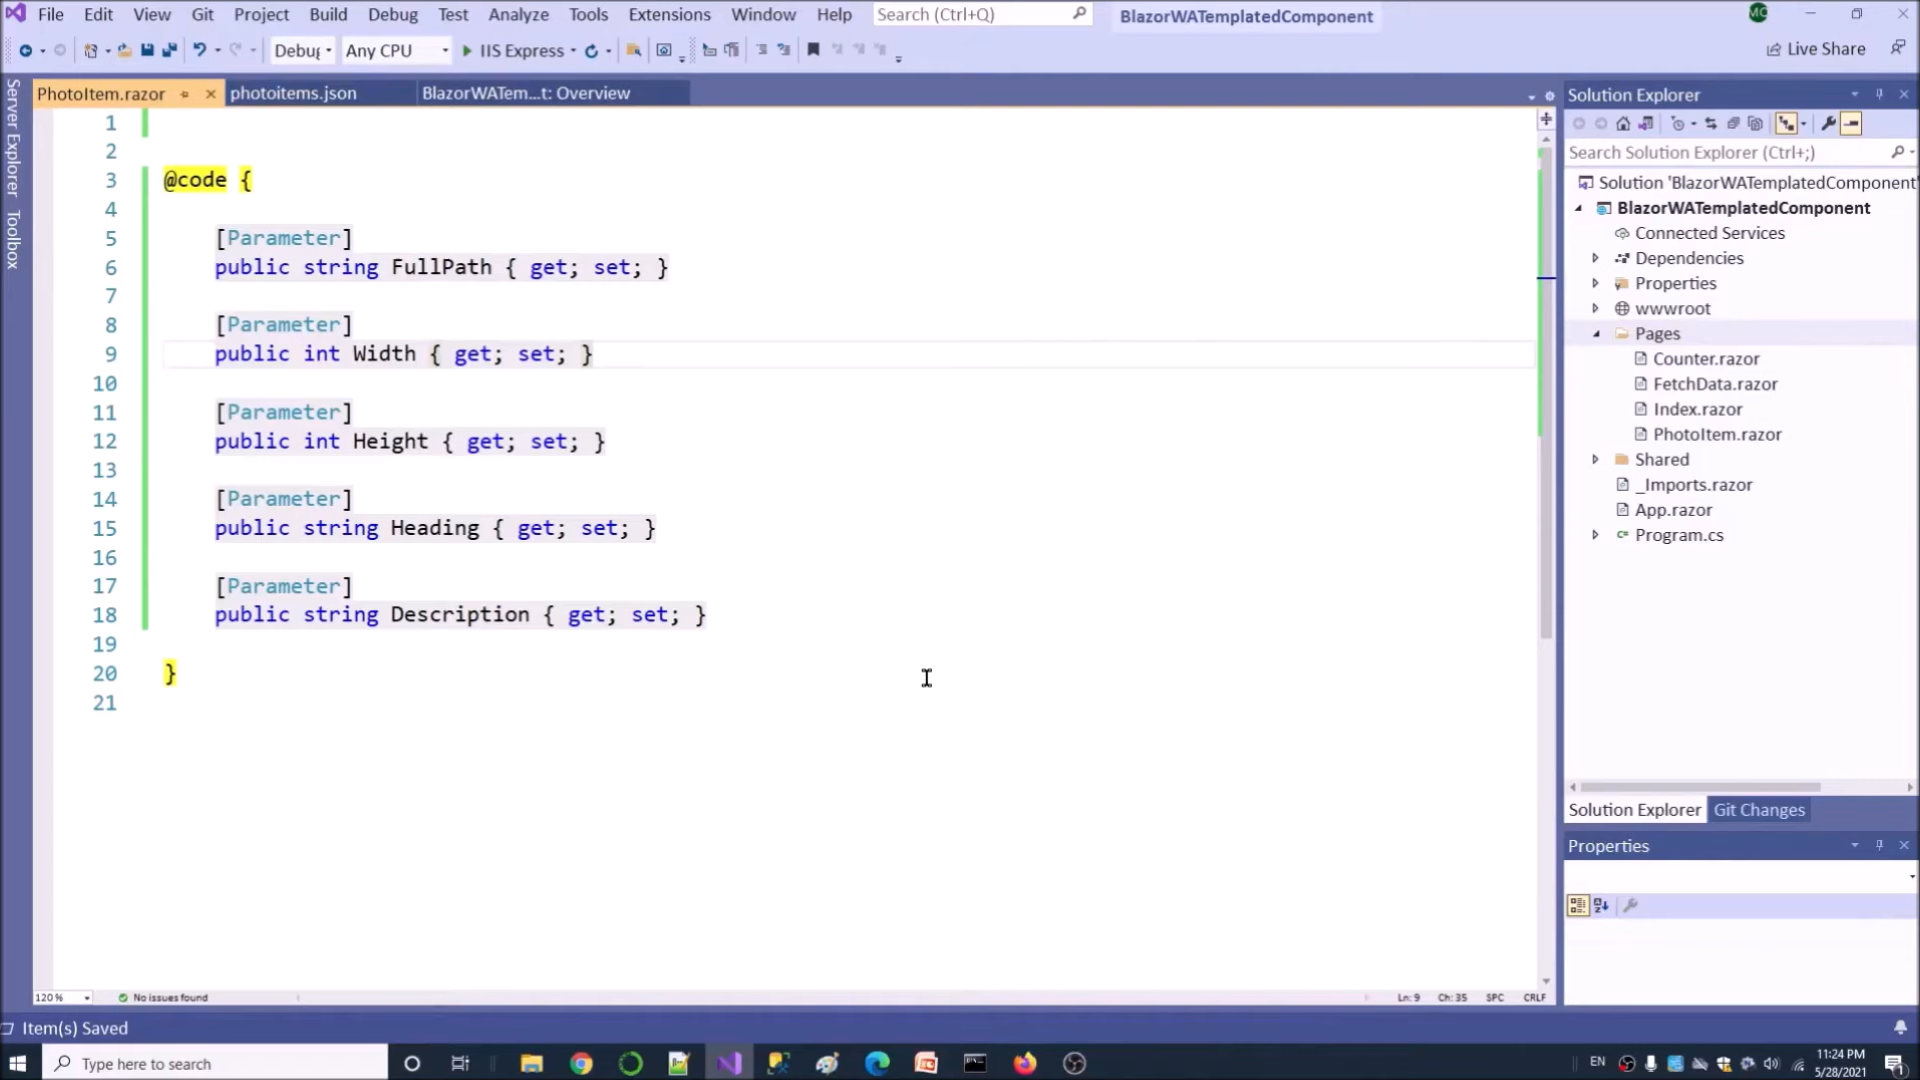 File Edit View Git Project Build Debug Test Analyze Tools Extensions Window Help Search (Ctrl+Q) BlazorWATemplatedComponent MC
Debug Any CPU IIS Express Live Share
Server Explorer Toolbox
PhotoItem.razor photoitems.json BlazorWATem...t: Overview
1
2
3 @code {
4
5 [Parameter]
6 public string FullPath { get; set; }
7
8 [Parameter]
9 public int Width { get; set; }
10
11 [Parameter]
12 public int Height { get; set; }
13
14 [Parameter]
15 public string Heading { get; set; }
16
17 [Parameter]
18 public string Description { get; set; }
19
20 }
21
120 % No issues found Ln: 9 Ch: 35 SPC CRLF
Solution Explorer
Search Solution Explorer (Ctrl+;)
Solution 'BlazorWATemplatedComponent'
BlazorWATemplatedComponent
Connected Services
Dependencies
Properties
wwwroot
Pages
Counter.razor
FetchData.razor
Index.razor
PhotoItem.razor
Shared
_Imports.razor
App.razor
C# Program.cs
Solution Explorer Git Changes
Properties
Item(s) Saved
Type here to search
EN 11:24 PM
5/28/2021